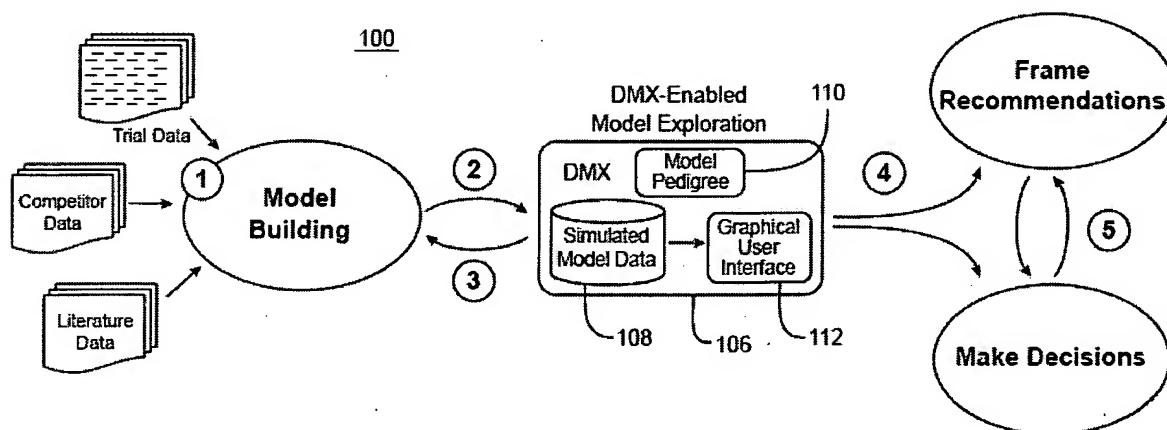 100
Trial Data
Competitor
Data
Literature
Data
1
Model
Building
2
3
DMX-Enabled
Model Exploration
110
DMX
Model
Pedigree
Simulated
Model Data
Graphical
User
Interface
108
106
112
4
Frame
Recommendations
5
Make Decisions